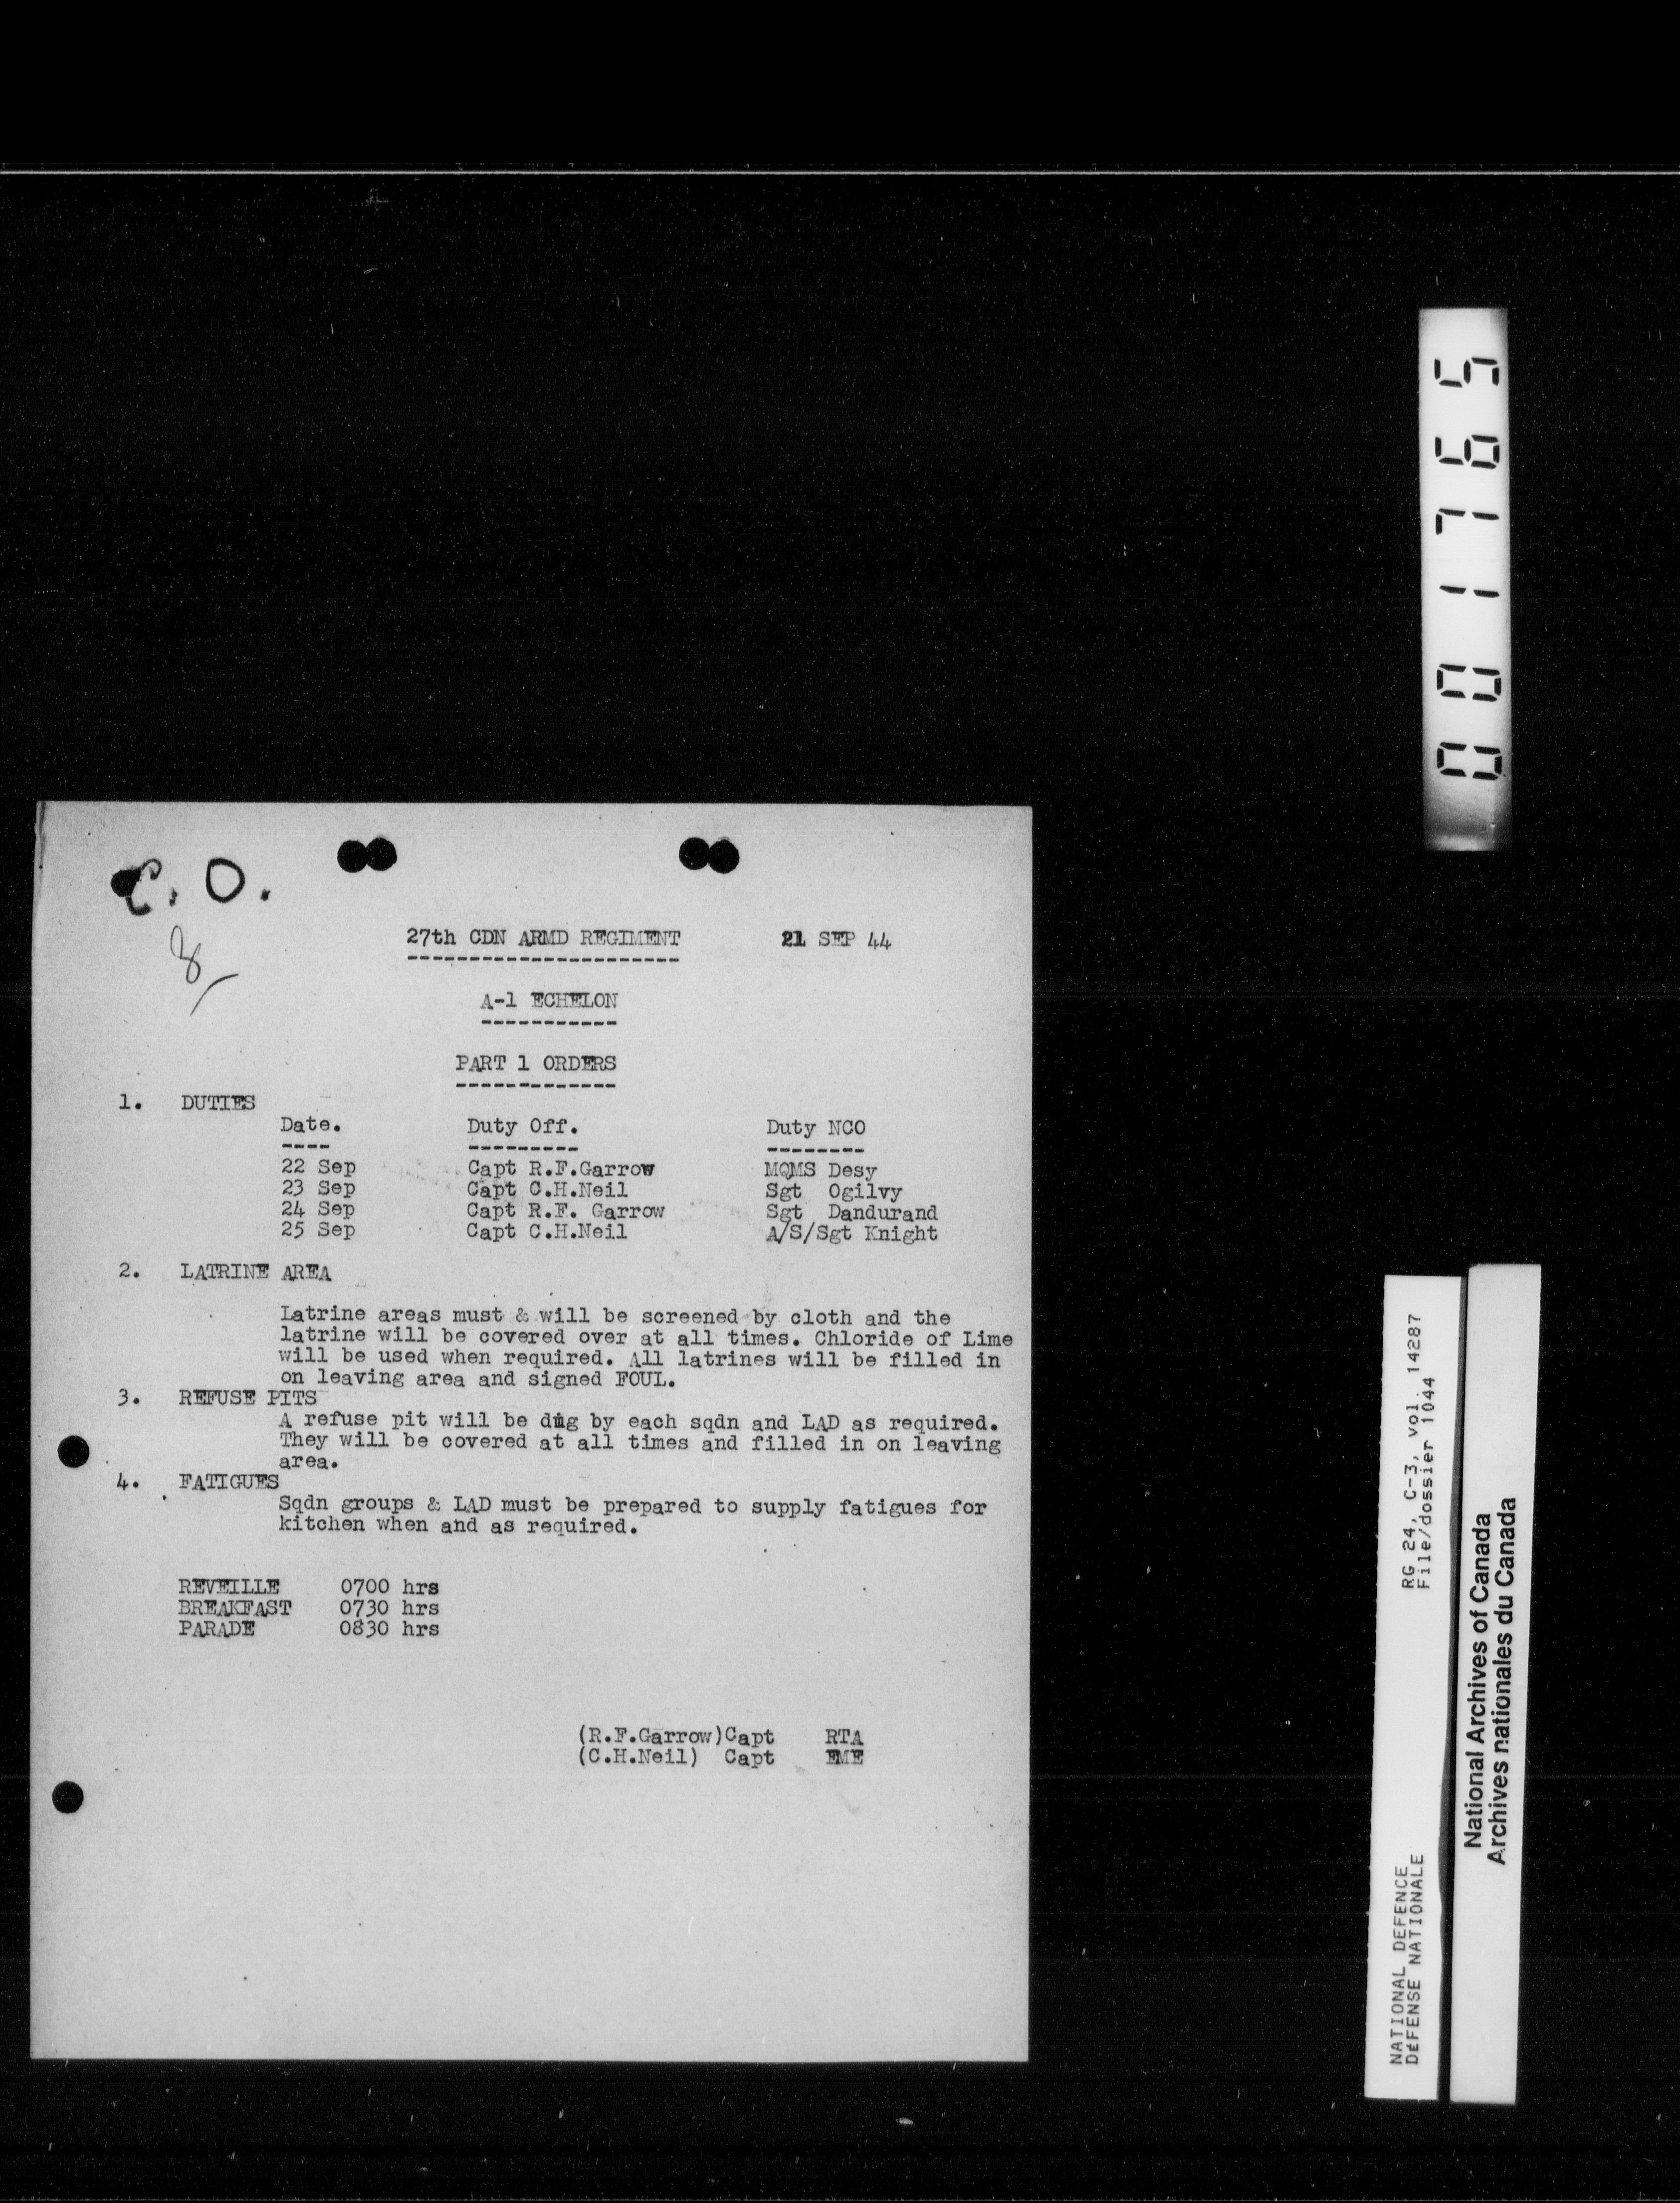 C. O.
8
27th CDN ARMD REGIMENT 21 SEP 44
A-1 ECHELON
PART 1 ORDERS
1. DUTIES
Date. Duty Off. Duty NCO
22 Sep Capt R.F.Garrow MQMS Desy
23 Sep Capt C.H.Neil Sgt Ogilvy
24 Sep Capt R.F. Garrow Sgt Dandurand
25 Sep Capt C.H.Neil A/S/Sgt Knight
2. LATRINE AREA
Latrine areas must & will be screened by cloth and the
latrine will be covered over at all times. Chloride of Lime
will be used when required. All latrines will be filled in
on leaving area and signed FOUL.
3. REFUSE PITS
A refuse pit will be dug by each sqdn and LAD as required.
They will be covered at all times and filled in on leaving
area.
4. FATIGUES
Sqdn groups & LAD must be prepared to supply fatigues for
kitchen when and as required.
REVEILLE 0700 hrs
BREAKFAST 0730 hrs
PARADE 0830 hrs
(R.F.Garrow)Capt RTA
(C.H.Neil) Capt EME
001765
NATIONAL DEFENCE RG 24, C-3, vol. 14287
DÉFENSE NATIONALE File/dossier 1044
National Archives of Canada
Archives nationales du Canada